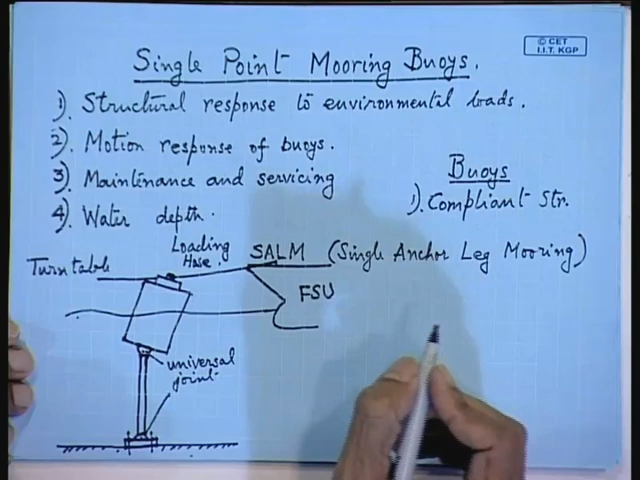 © CET
I.I.T. KGP
Single Point Mooring Buoys.
1). Structural response to environmental loads.
2). Motion response of buoys.
3). Maintenance and servicing
4). Water depth.
Buoys
1). Compliant Str.
Loading
Hose.
SALM (Single Anchor Leg Mooring)
Turntable
FSU
universal
joint